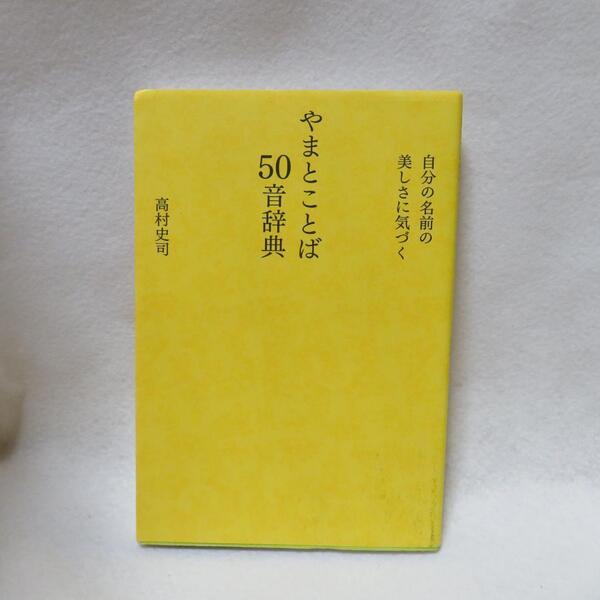 自分の名前の
美しさに気づく
やまとことば
50音辞典
高村史司